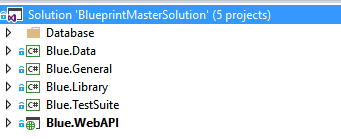 Solution 'BlueprintMasterSolution' (5 projects)
Database
C# Blue.Data
C# Blue.General
C# Blue.Library
C# Blue.TestSuite
Blue.WebAPI